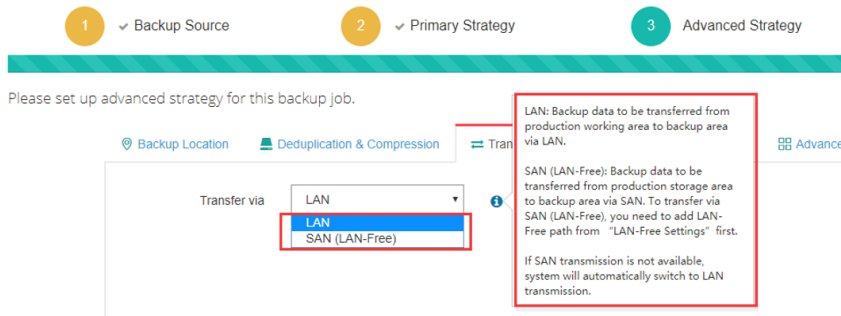 1 Backup Source 2 Primary Strategy 3 Advanced Strategy
Please set up advanced strategy for this backup job.
Backup Location Deduplication & Compression
Transfer via LAN
LAN
SAN (LAN-Free)
LAN: Backup data to be transferred from
production working area to backup area
via LAN.
SAN (LAN-Free): Backup data to be
transferred from production storage area
to backup area via SAN. To transfer via
SAN (LAN-Free), you need to add LAN-
Free path from “LAN-Free Settings” first.
If SAN transmission is not available,
system will automatically switch to LAN
transmission.